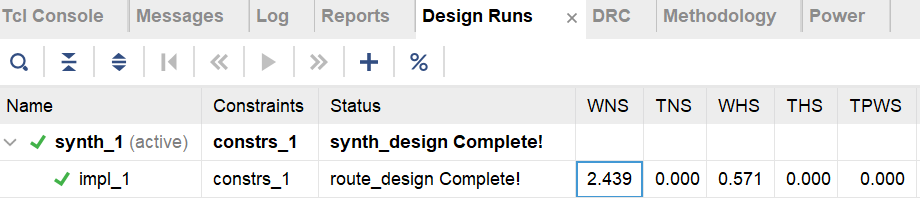 Tcl Console Messages Log Reports Design Runs × DRC Methodology Power
Name Constraints Status WNS TNS WHS THS TPWS
synth_1 (active) constrs_1 synth_design Complete!
impl_1 constrs_1 route_design Complete! 2.439 0.000 0.571 0.000 0.000